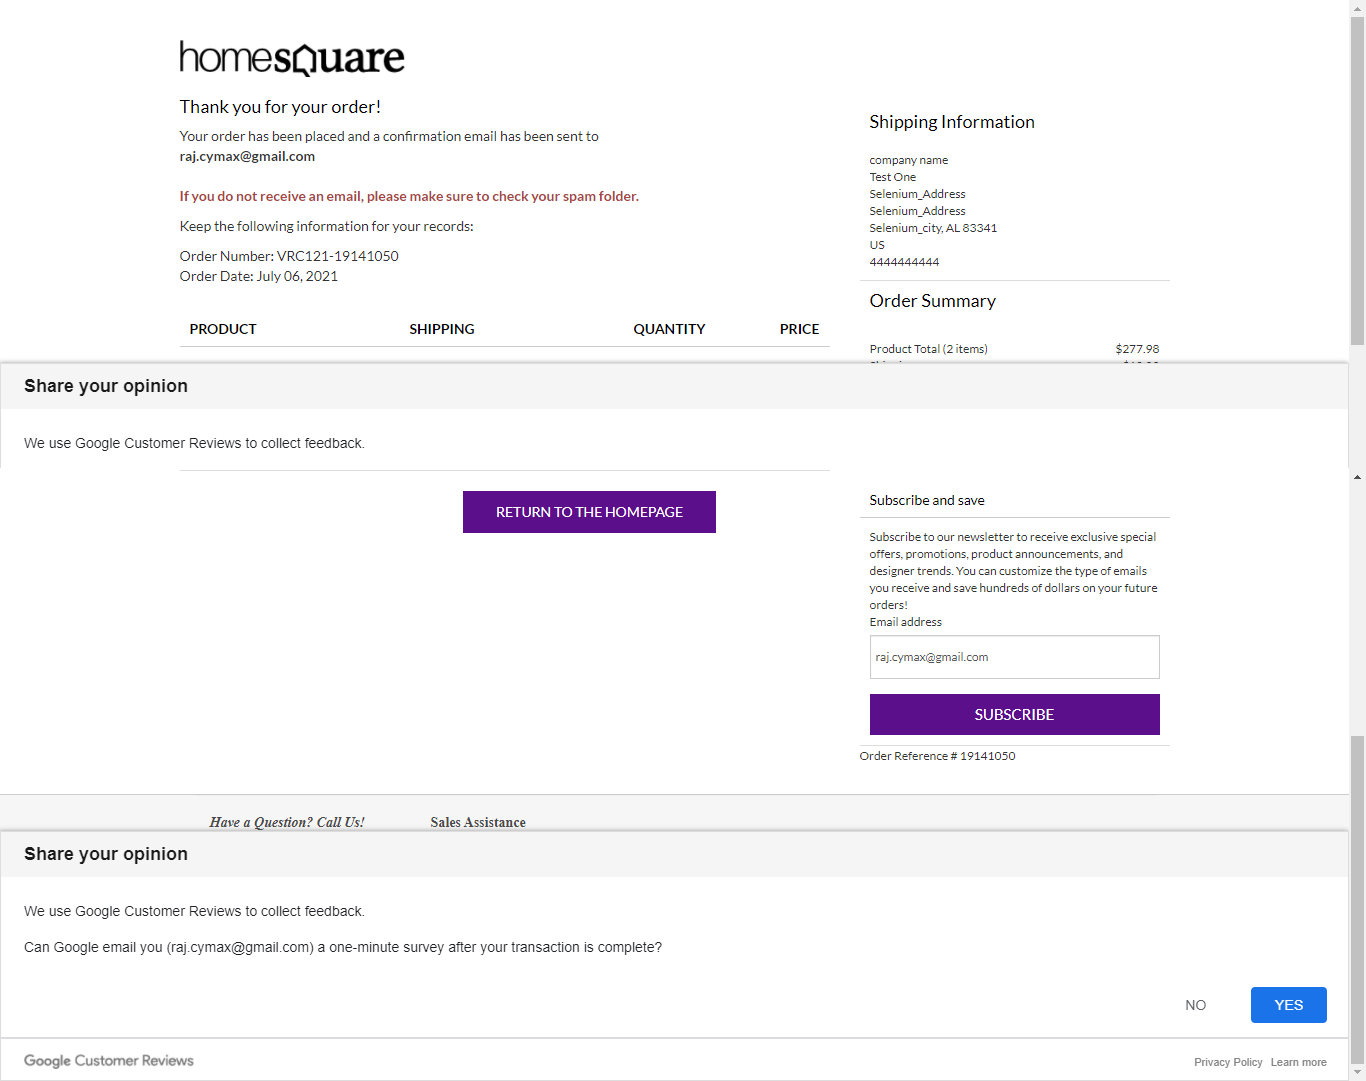 homesquare
Thank you for your order!
Your order has been placed and a confirmation email has been sent to
raj.cymax@gmail.com
If you do not receive an email, please make sure to check your spam folder.
Keep the following information for your records:
Order Number: VRC121-19141050
Order Date: July 06, 2021
PRODUCT SHIPPING QUANTITY PRICE
Shipping Information
company name
Test One
Selenium_Address
Selenium_Address
Selenium_city, AL 83341
US
4444444444
Order Summary
Product Total (2 items) $277.98
Share your opinion
We use Google Customer Reviews to collect feedback.
RETURN TO THE HOMEPAGE
Subscribe and save
Subscribe to our newsletter to receive exclusive special
offers, promotions, product announcements, and
designer trends. You can customize the type of emails
you receive and save hundreds of dollars on your future
orders!
Email address
raj.cymax@gmail.com
SUBSCRIBE
Order Reference # 19141050
Have a Question? Call Us! Sales Assistance
Share your opinion
We use Google Customer Reviews to collect feedback.
Can Google email you (raj.cymax@gmail.com) a one-minute survey after your transaction is complete?
NO YES
Google Customer Reviews
Privacy Policy Learn more